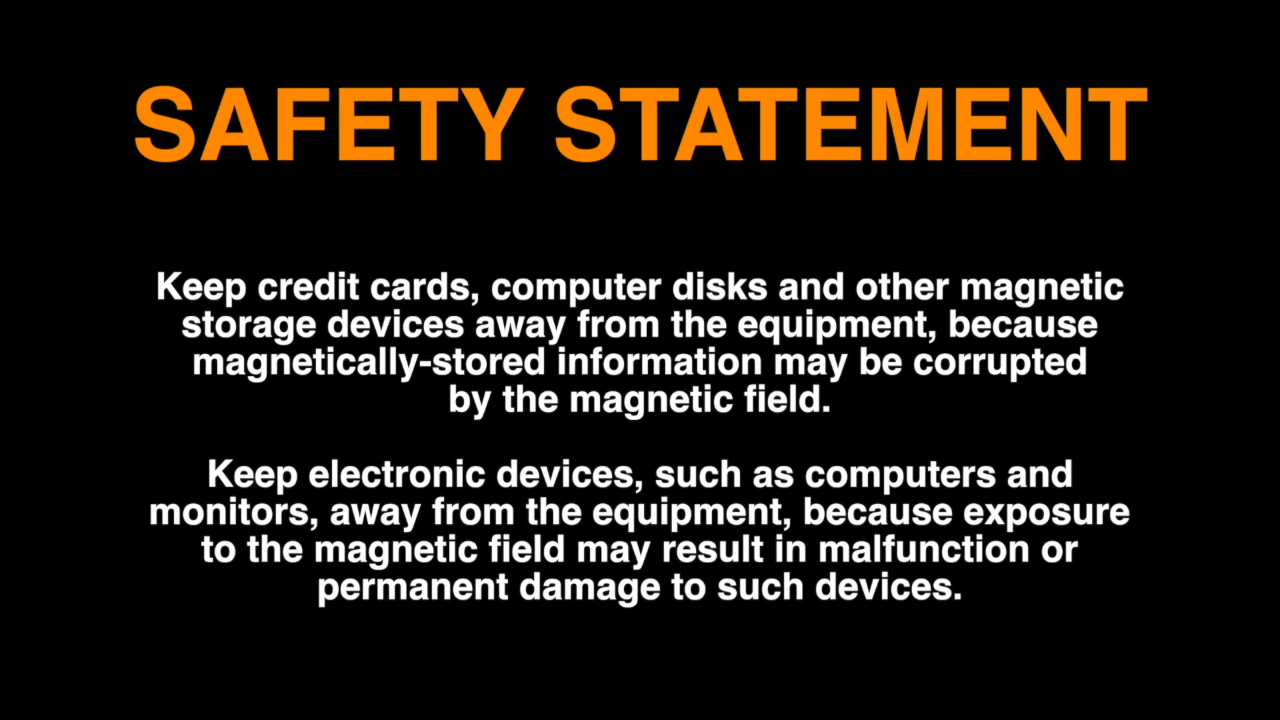 SAFETY STATEMENT
Keep credit cards, computer disks and other magnetic
storage devices away from the equipment, because
magnetically-stored information may be corrupted
by the magnetic field.
Keep electronic devices, such as computers and
monitors, away from the equipment, because exposure
to the magnetic field may result in malfunction or
permanent damage to such devices.